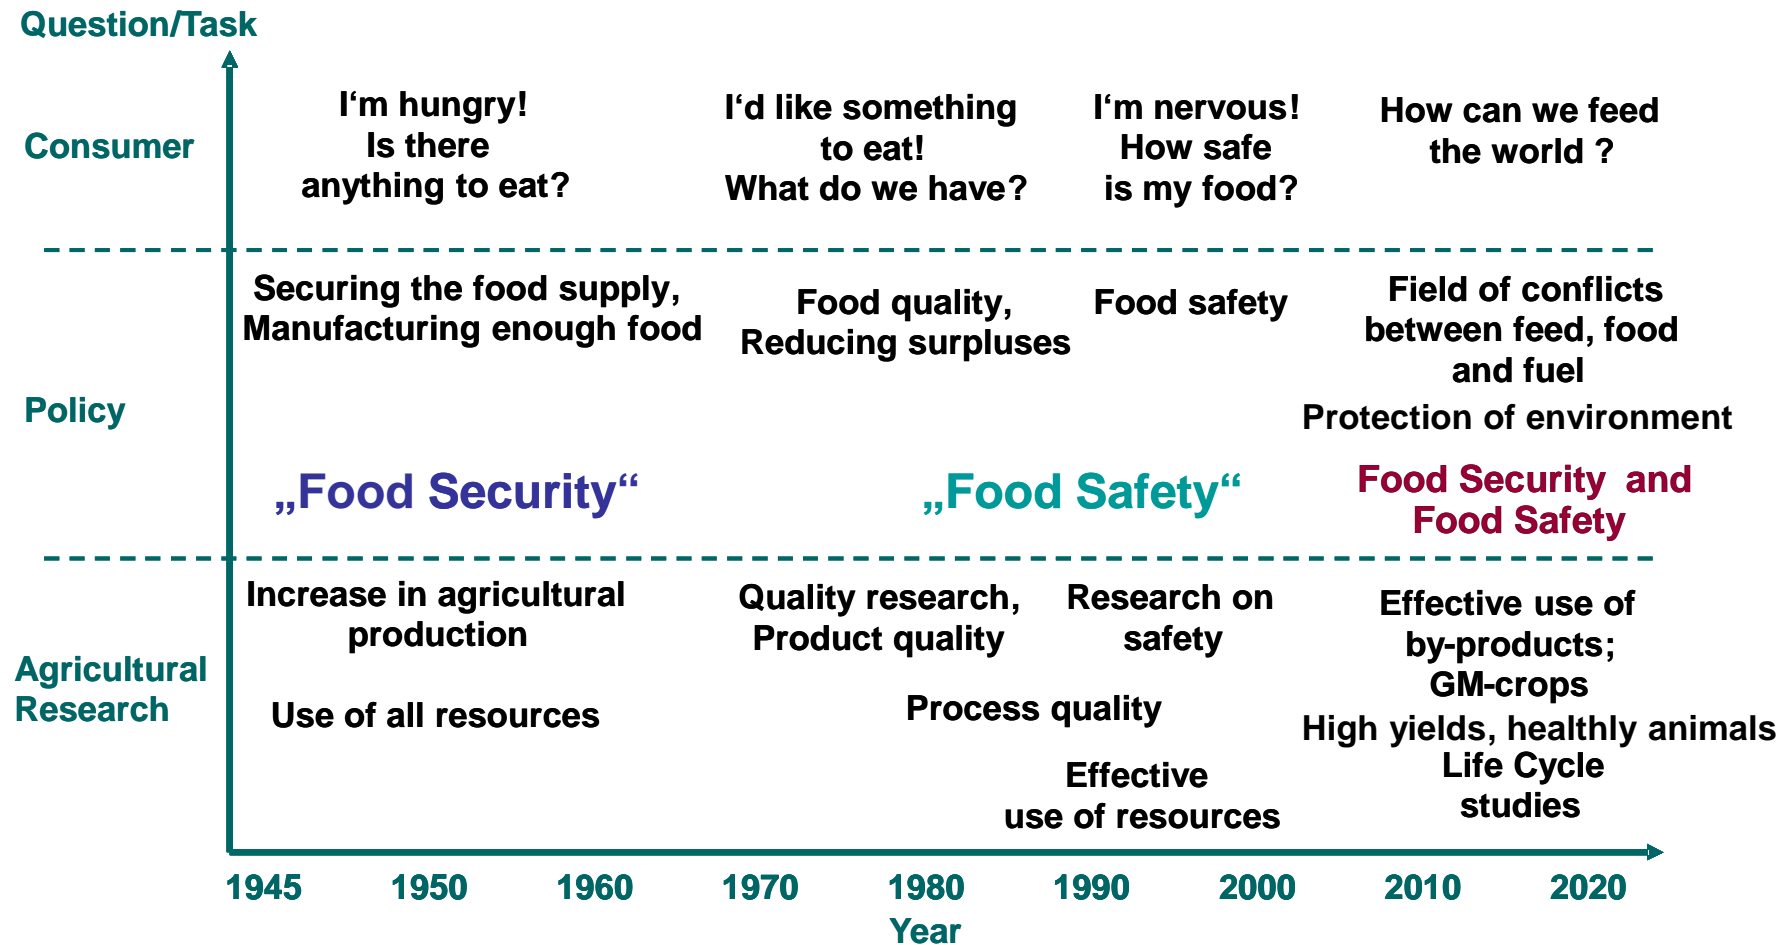 Question/Task
Consumer
I‘m hungry!
Is there
anything to eat?
I‘d like something
to eat!
What do we have?
I‘m nervous!
How safe
is my food?
How can we feed
the world ?
Policy
Securing the food supply,
Manufacturing enough food
Food quality,
Reducing surpluses
Food safety
Field of conflicts
between feed, food
and fuel
Protection of environment
„Food Security“
„Food Safety“
Food Security and
Food Safety
Agricultural
Research
Increase in agricultural
production
Use of all resources
Quality research,
Product quality
Research on
safety
Process quality
Effective
use of resources
Effective use of
by-products;
GM-crops
High yields, healthly animals
Life Cycle
studies
1945 1950 1960 1970 1980 1990 2000 2010 2020
Year